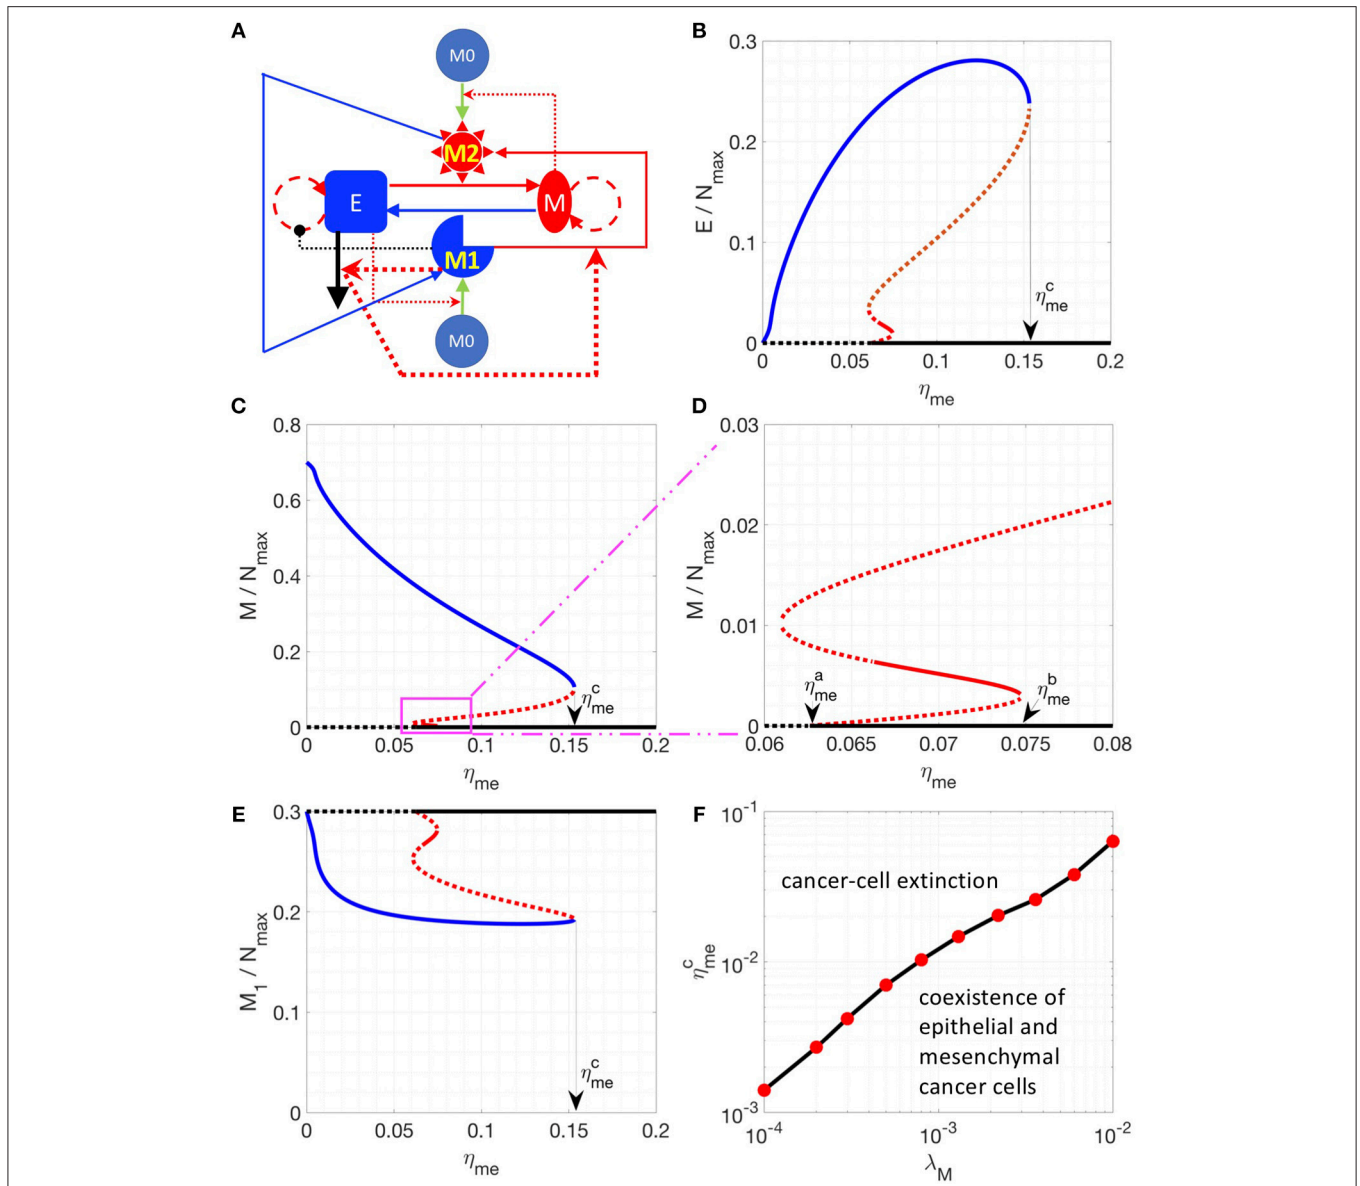 A
M0
M2
E
M
M1
M0
B
0.3
0.2
0.1
0
E / N_max
η_me^c
0 0.05 0.1 0.15 0.2
η_me
C
0.8
0.6
0.4
0.2
0
M / N_max
η_me^c
0 0.05 0.1 0.15 0.2
η_me
D
0.03
0.02
0.01
0
M / N_max
η_me^a
η_me^b
0.06 0.065 0.07 0.075 0.08
η_me
E
0.3
0.2
0.1
0
M_1 / N_max
η_me^c
0 0.05 0.1 0.15 0.2
η_me
F
10^-1
10^-2
10^-3
η_me^c
cancer-cell extinction
coexistence of
epithelial and
mesenchymal
cancer cells
10^-4 10^-3 10^-2
λ_M